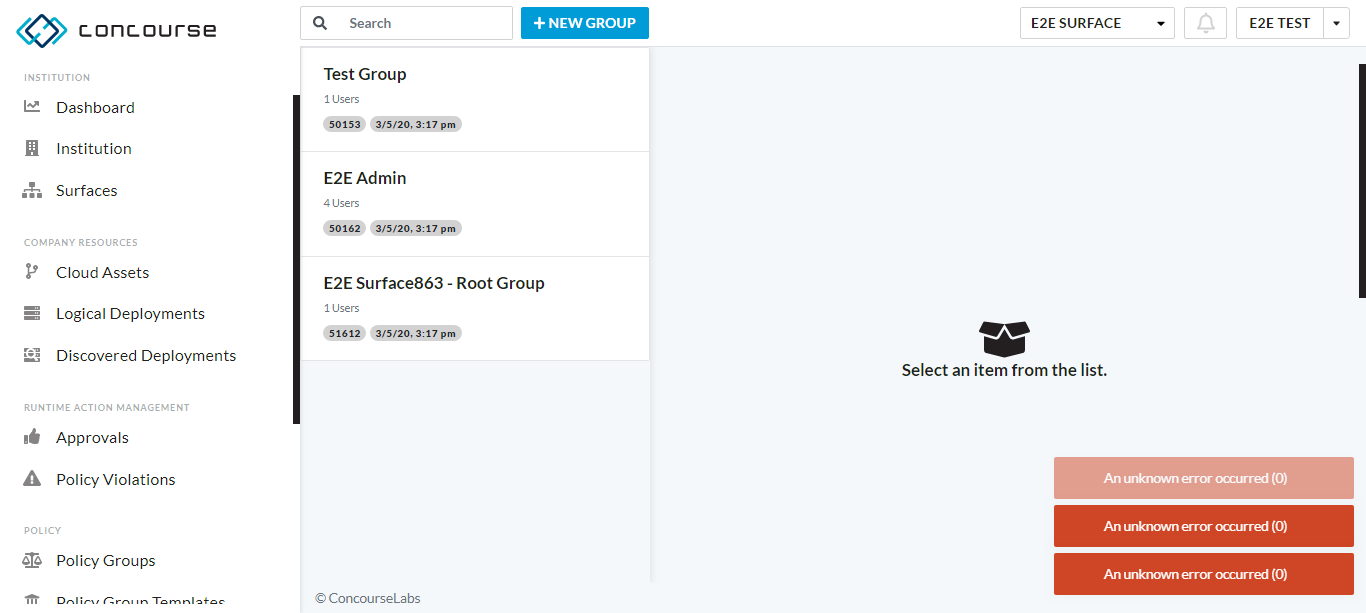 concourse
Search
NEW GROUP
E2E SURFACE
E2E TEST
INSTITUTION
Dashboard
Institution
Surfaces
COMPANY RESOURCES
Cloud Assets
Logical Deployments
Discovered Deployments
RUNTIME ACTION MANAGEMENT
Approvals
Policy Violations
POLICY
Policy Groups
Policy Group Templates
Test Group
1 Users
50153 3/5/20, 3:17 pm
E2E Admin
4 Users
50162 3/5/20, 3:17 pm
E2E Surface863 - Root Group
1 Users
51612 3/5/20, 3:17 pm
© ConcourseLabs
Select an item from the list.
An unknown error occurred (0)
An unknown error occurred (0)
An unknown error occurred (0)